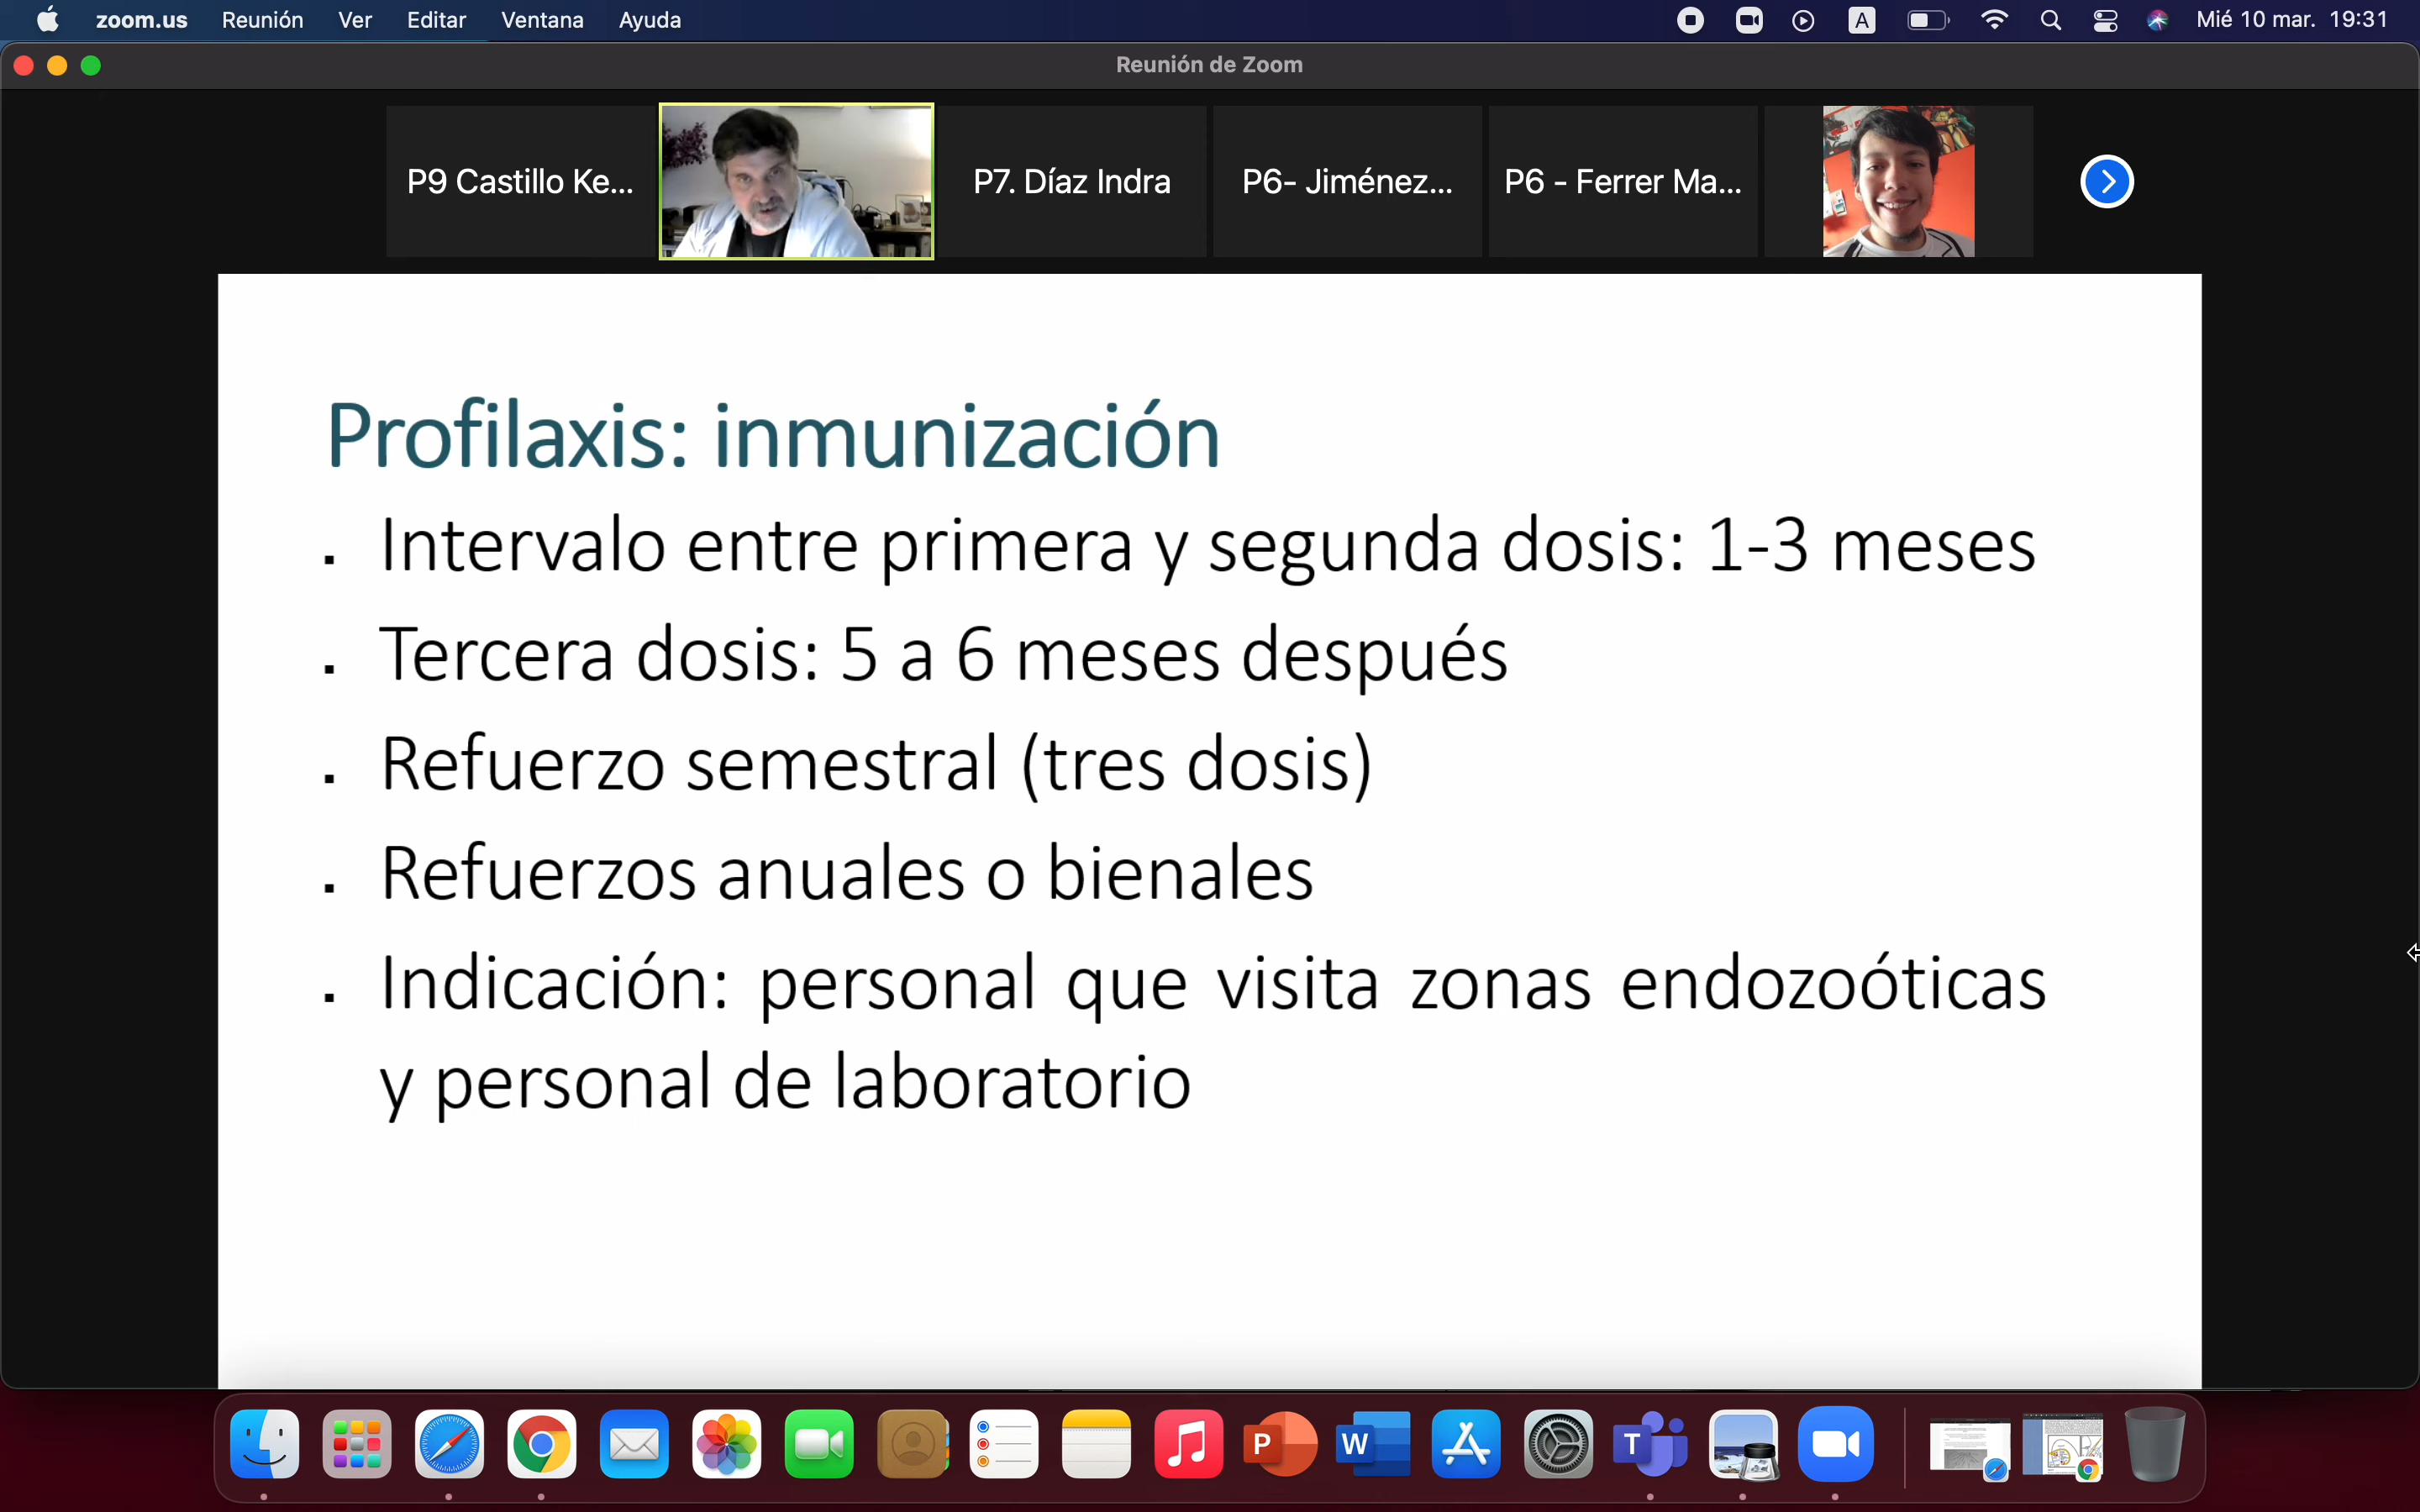 zoom.us Reunión Ver Editar Ventana Ayuda A Mié 10 mar. 19:31
Reunión de Zoom
P9 Castillo Ke... P7. Díaz Indra P6- Jiménez... P6 - Ferrer Ma...
Profilaxis: inmunización
Intervalo entre primera y segunda dosis: 1-3 meses
Tercera dosis: 5 a 6 meses después
Refuerzo semestral (tres dosis)
Refuerzos anuales o bienales
Indicación: personal que visita zonas endozoóticas
y personal de laboratorio
P W T